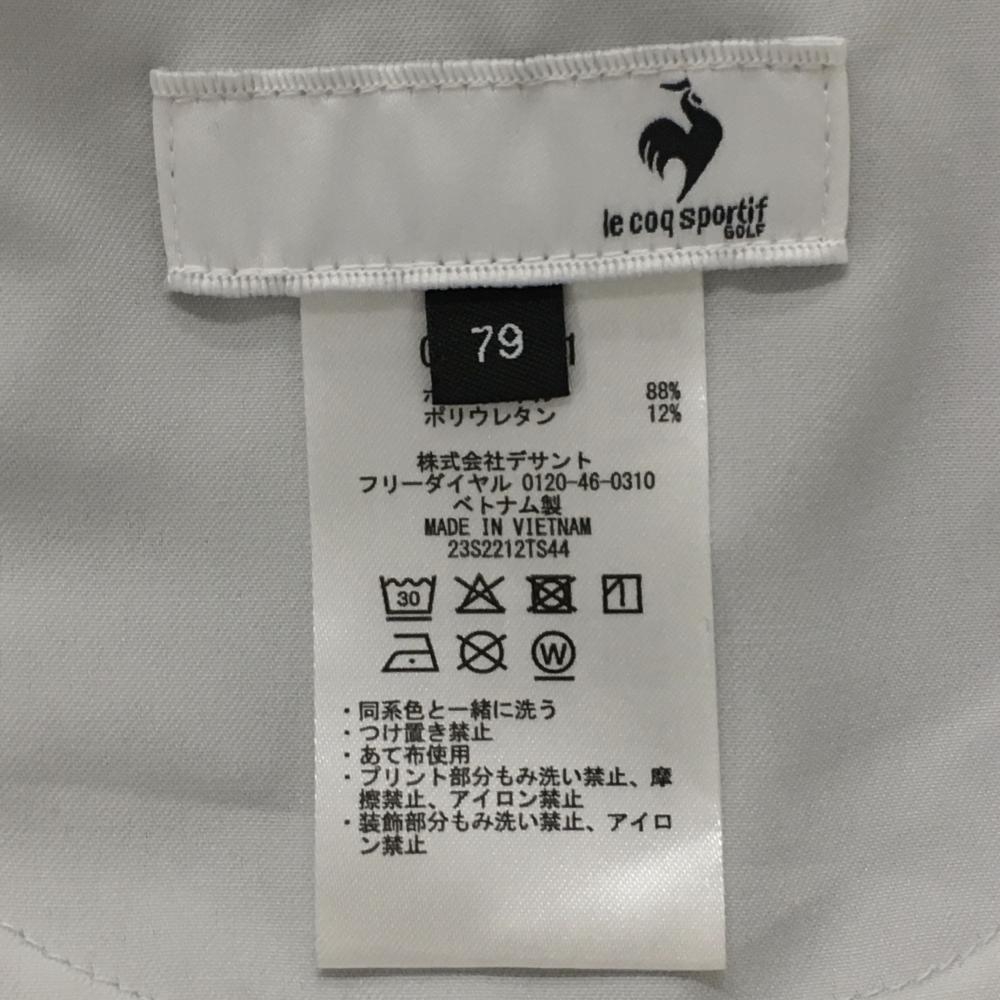 le coq sportif
GOLF
79
88%
ポリウレタン 12%
株式会社デサント
フリーダイヤル 0120-46-0310
ベトナム製
MADE IN VIETNAM
23S2212TS44
30
W
・同系色と一緒に洗う
・つけ置き禁止
・あて布使用
・プリント部分もみ洗い禁止、摩
擦禁止、アイロン禁止
・装飾部分もみ洗い禁止、アイロ
ン禁止